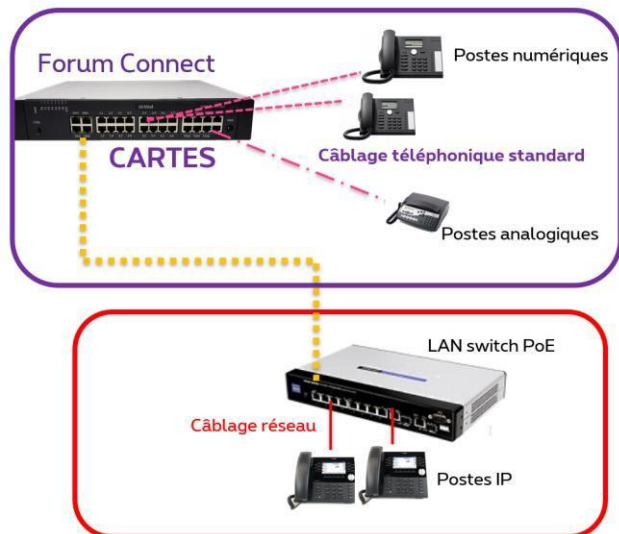 Forum Connect
CARTES
Postes numériques
Câblage téléphonique standard
Postes analogiques
LAN switch PoE
Câblage réseau
Postes IP